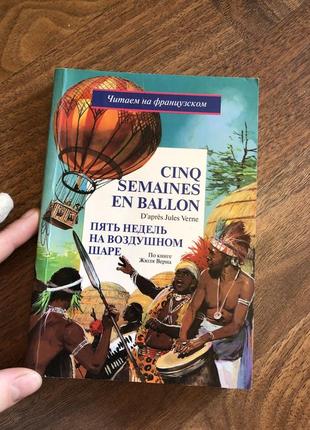 Читаем на французском
CINQ
SEMAINES
EN BALLON
D'après Jules Verne
ПЯТЬ НЕДЕЛЬ
НА ВОЗДУШНОМ
ШАРЕ
По книге
Жюля Верна